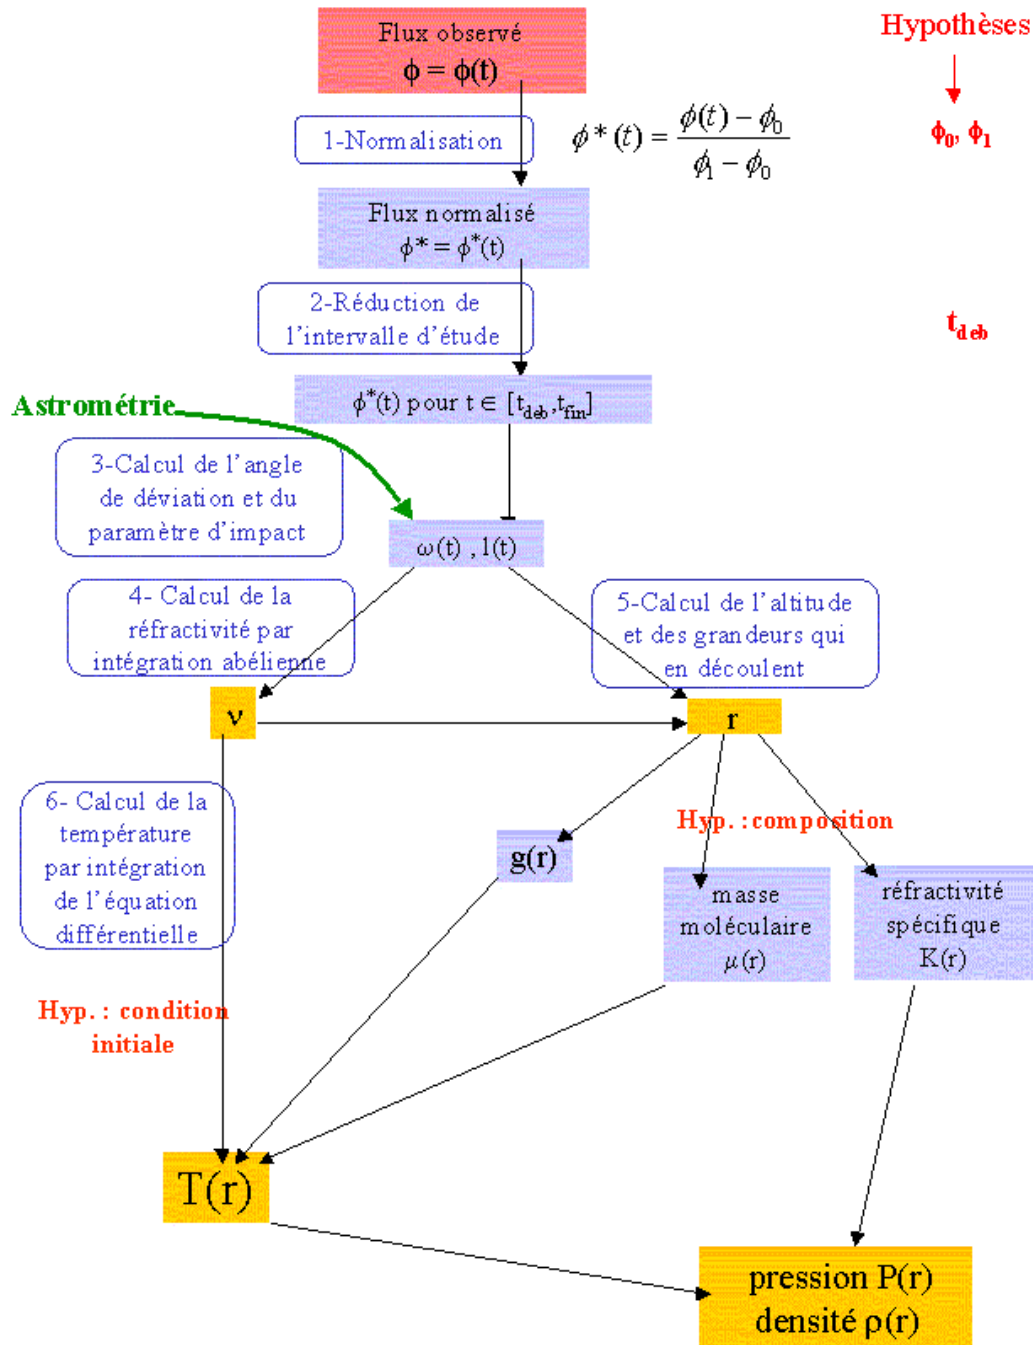 Flux observé
ϕ = ϕ(t)
Hypothèses
1-Normalisation
ϕ*(t) = (ϕ(t) − ϕ₀) / (ϕ₁ − ϕ₀)
ϕ₀, ϕ₁
Flux normalisé
ϕ* = ϕ*(t)
2-Réduction de
l'intervalle d'étude
t_deb
ϕ*(t) pour t ∈ [t_deb,t_fin]
Astrométrie
3-Calcul de l'angle
de déviation et du
paramètre d'impact
ω(t) , l(t)
4- Calcul de la
réfractivité par
intégration abélienne
5-Calcul de l'altitude
et des grandeurs qui
en découlent
ν
r
6- Calcul de la
température
par intégration
de l'équation
différentielle
Hyp. :composition
g(r)
masse
moléculaire
μ(r)
réfractivité
spécifique
K(r)
Hyp. : condition
initiale
T(r)
pression P(r)
densité ρ(r)